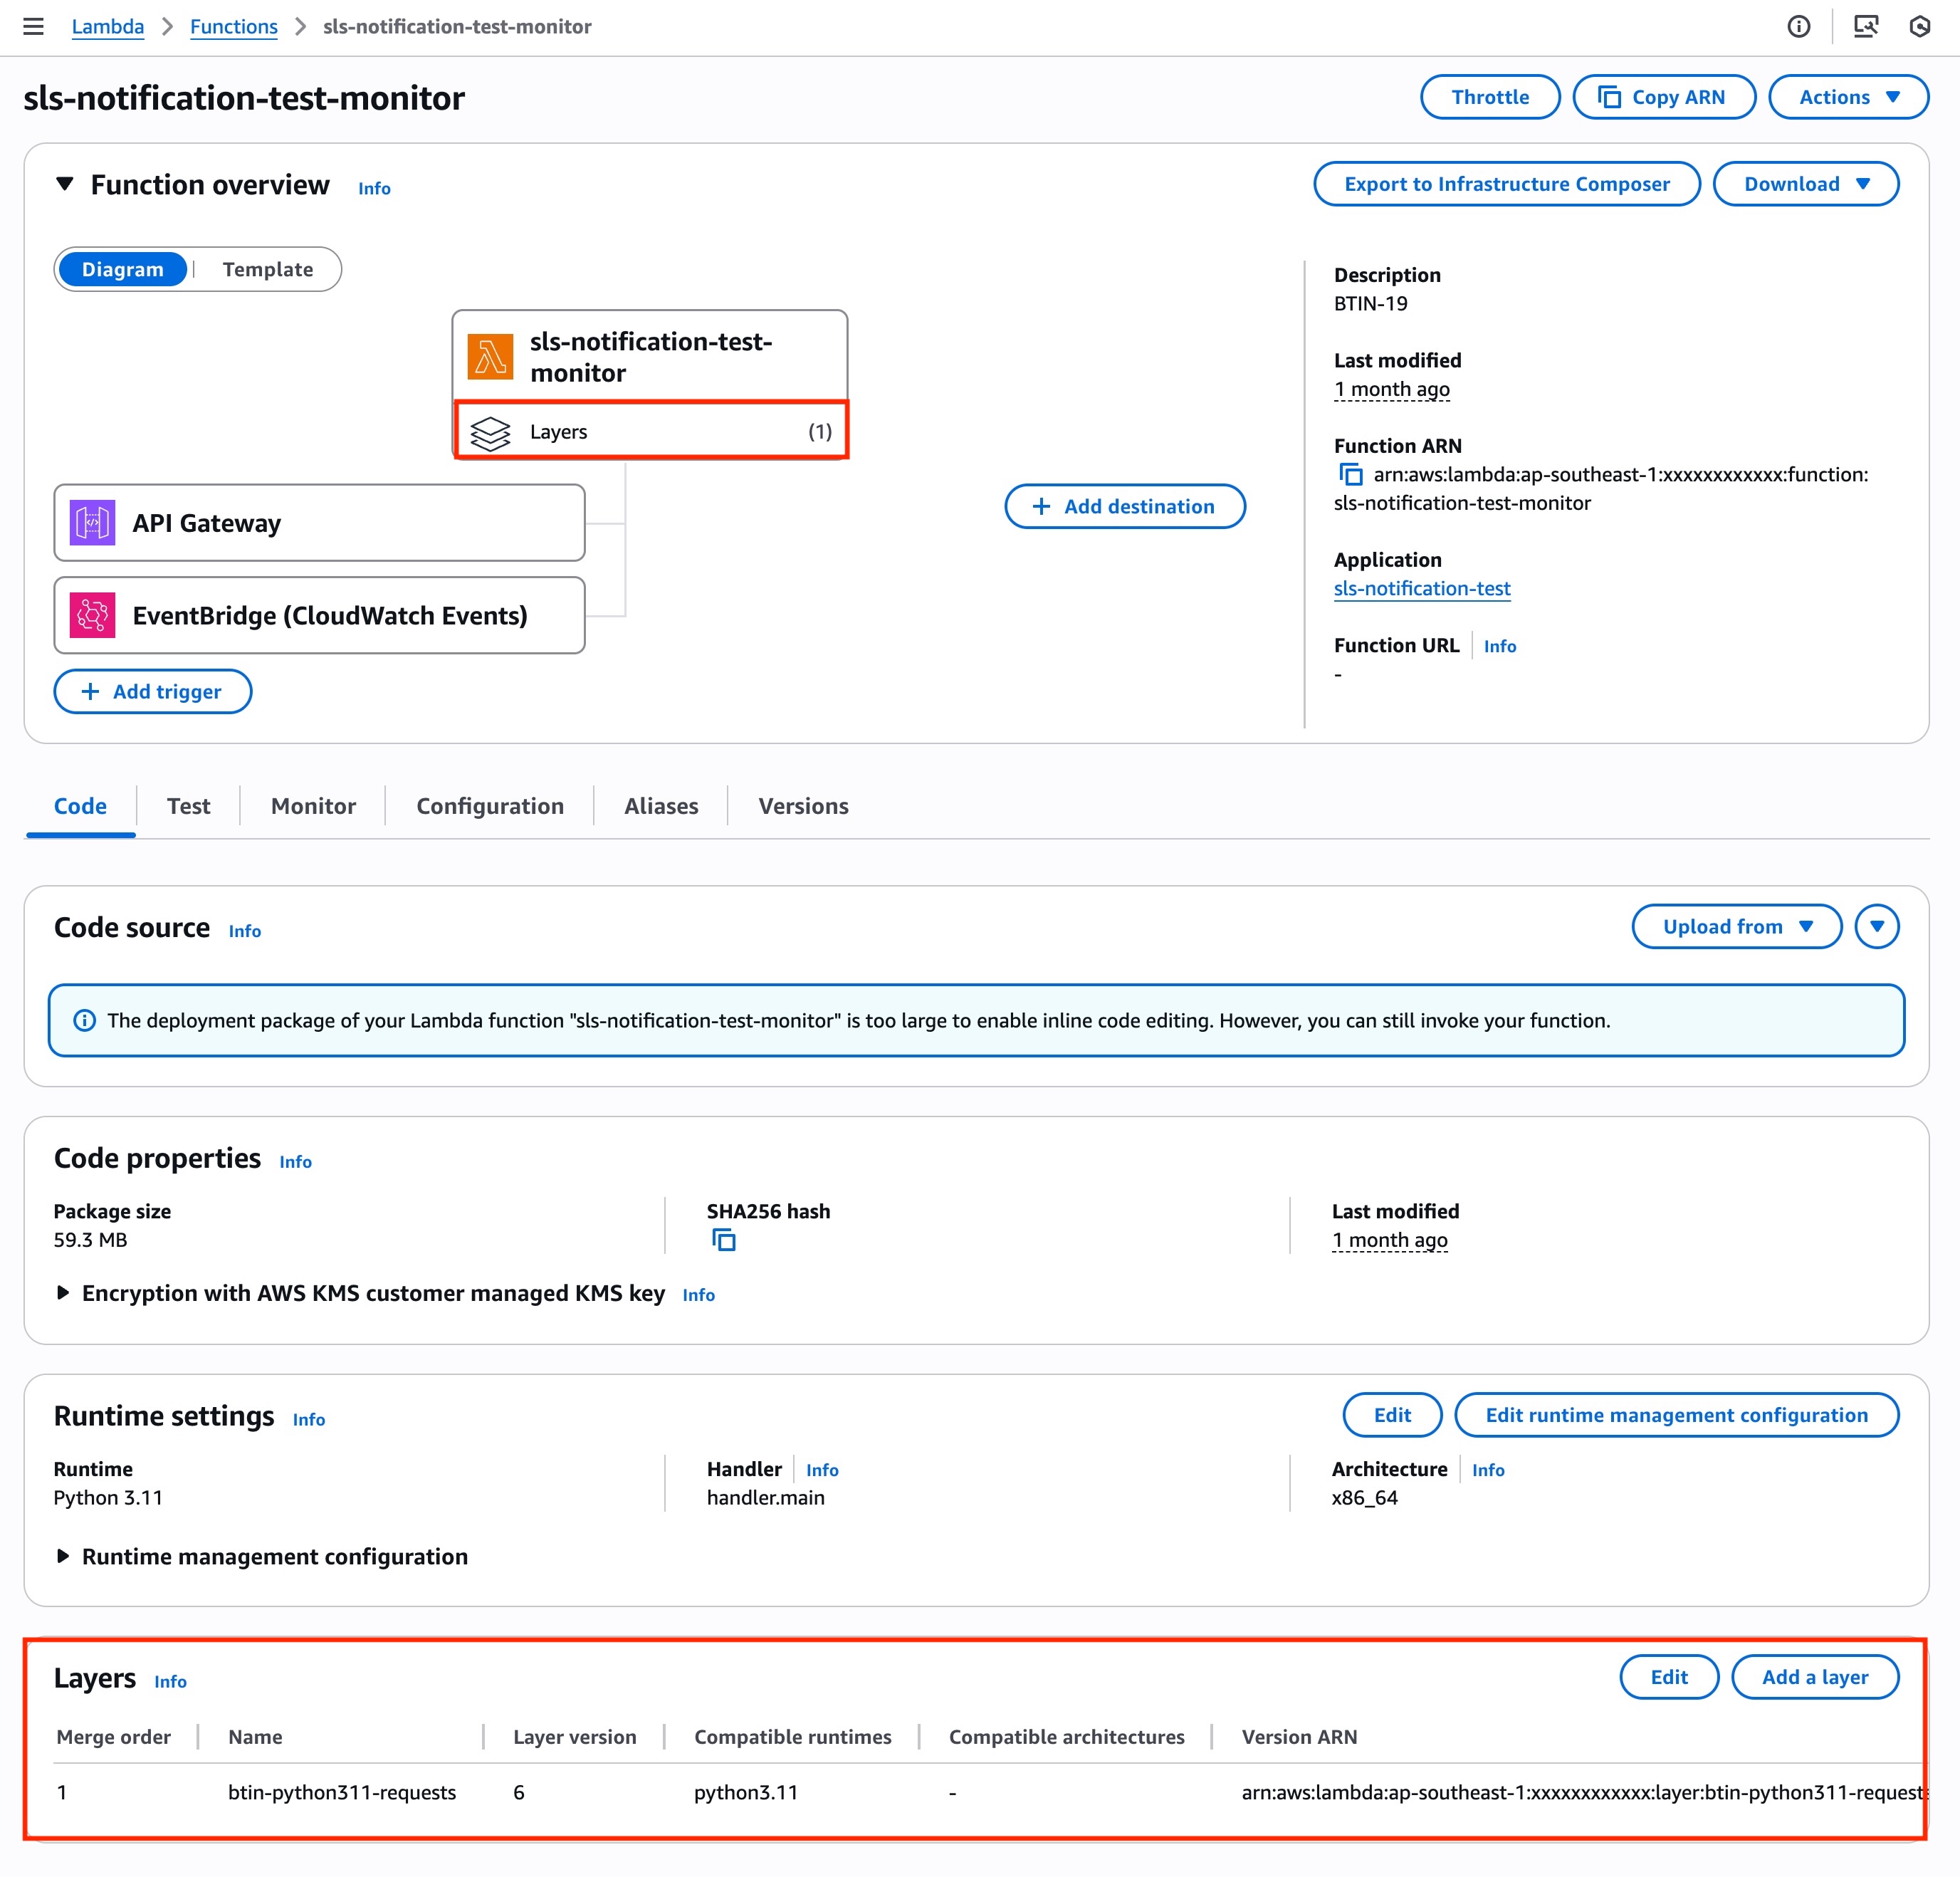 Lambda > Functions > sls-notification-test-monitor
sls-notification-test-monitor
Throttle
Copy ARN
Actions
Function overview Info
Export to Infrastructure Composer
Download
Diagram
Template
sls-notification-test-
monitor
Layers (1)
API Gateway
EventBridge (CloudWatch Events)
+ Add trigger
+ Add destination
Description
BTIN-19
Last modified
1 month ago
Function ARN
arn:aws:lambda:ap-southeast-1:xxxxxxxxxxxx:function:
sls-notification-test-monitor
Application
sls-notification-test
Function URL Info
-
Code
Test
Monitor
Configuration
Aliases
Versions
Code source Info
Upload from
The deployment package of your Lambda function "sls-notification-test-monitor" is too large to enable inline code editing. However, you can still invoke your function.
Code properties Info
Package size
59.3 MB
SHA256 hash
Last modified
1 month ago
Encryption with AWS KMS customer managed KMS key Info
Runtime settings Info
Edit
Edit runtime management configuration
Runtime
Python 3.11
Handler Info
handler.main
Architecture Info
x86_64
Runtime management configuration
Layers Info
Edit
Add a layer
Merge order Name Layer version Compatible runtimes Compatible architectures Version ARN
1 btin-python311-requests 6 python3.11 - arn:aws:lambda:ap-southeast-1:xxxxxxxxxxxx:layer:btin-python311-requests